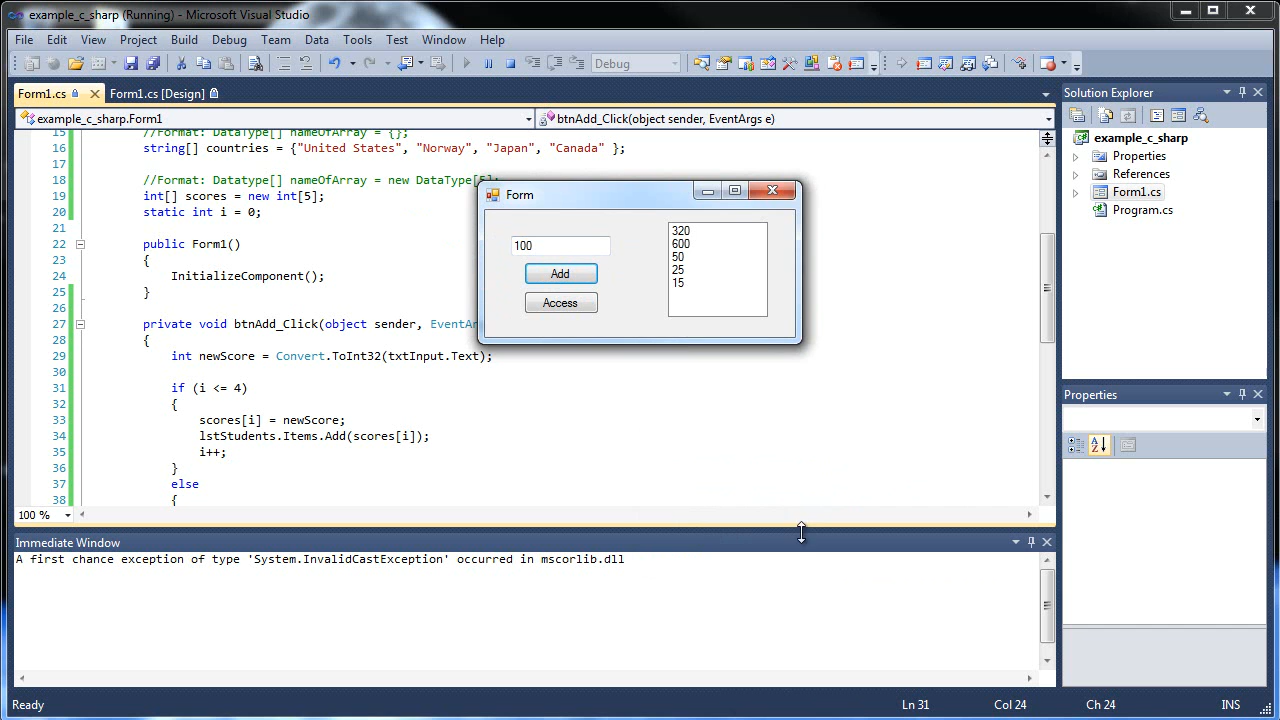 example_c_sharp (Running) - Microsoft Visual Studio
File Edit View Project Build Debug Team Data Tools Test Window Help
Debug
Form1.cs Form1.cs [Design]
example_c_sharp.Form1 btnAdd_Click(object sender, EventArgs e)
15 //Format: DataType[] nameOfArray = {};
16 string[] countries = {"United States", "Norway", "Japan", "Canada" };
17
18 //Format: Datatype[] nameOfArray = new DataType[5];
19 int[] scores = new int[5];
20 static int i = 0;
21
22 public Form1()
23 {
24 InitializeComponent();
25 }
26
27 private void btnAdd_Click(object sender, EventAr
28 {
29 int newScore = Convert.ToInt32(txtInput.Text);
30
31 if (i <= 4)
32 {
33 scores[i] = newScore;
34 lstStudents.Items.Add(scores[i]);
35 i++;
36 }
37 else
38 {
100 %
Form
100
Add
Access
320
600
50
25
15
Immediate Window
A first chance exception of type 'System.InvalidCastException' occurred in mscorlib.dll
Solution Explorer
example_c_sharp
Properties
References
Form1.cs
Program.cs
Properties
Ready Ln 31 Col 24 Ch 24 INS